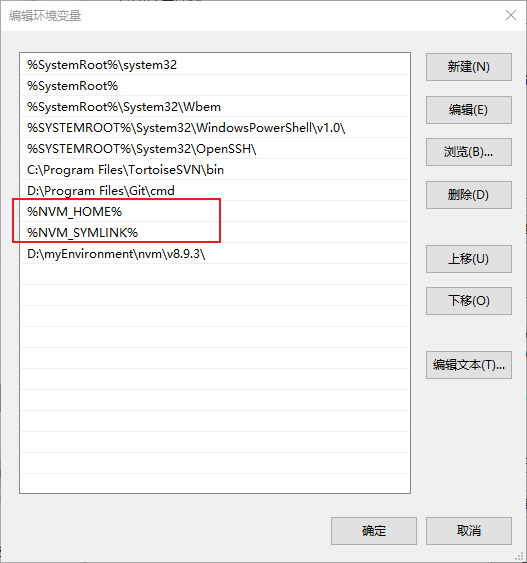 编辑环境变量
%SystemRoot%\system32
%SystemRoot%
%SystemRoot%\System32\Wbem
%SYSTEMROOT%\System32\WindowsPowerShell\v1.0\
%SYSTEMROOT%\System32\OpenSSH\
C:\Program Files\TortoiseSVN\bin
D:\Program Files\Git\cmd
%NVM_HOME%
%NVM_SYMLINK%
D:\myEnvironment\nvm\v8.9.3\
新建(N)
编辑(E)
浏览(B)...
删除(D)
上移(U)
下移(O)
编辑文本(T)...
确定
取消